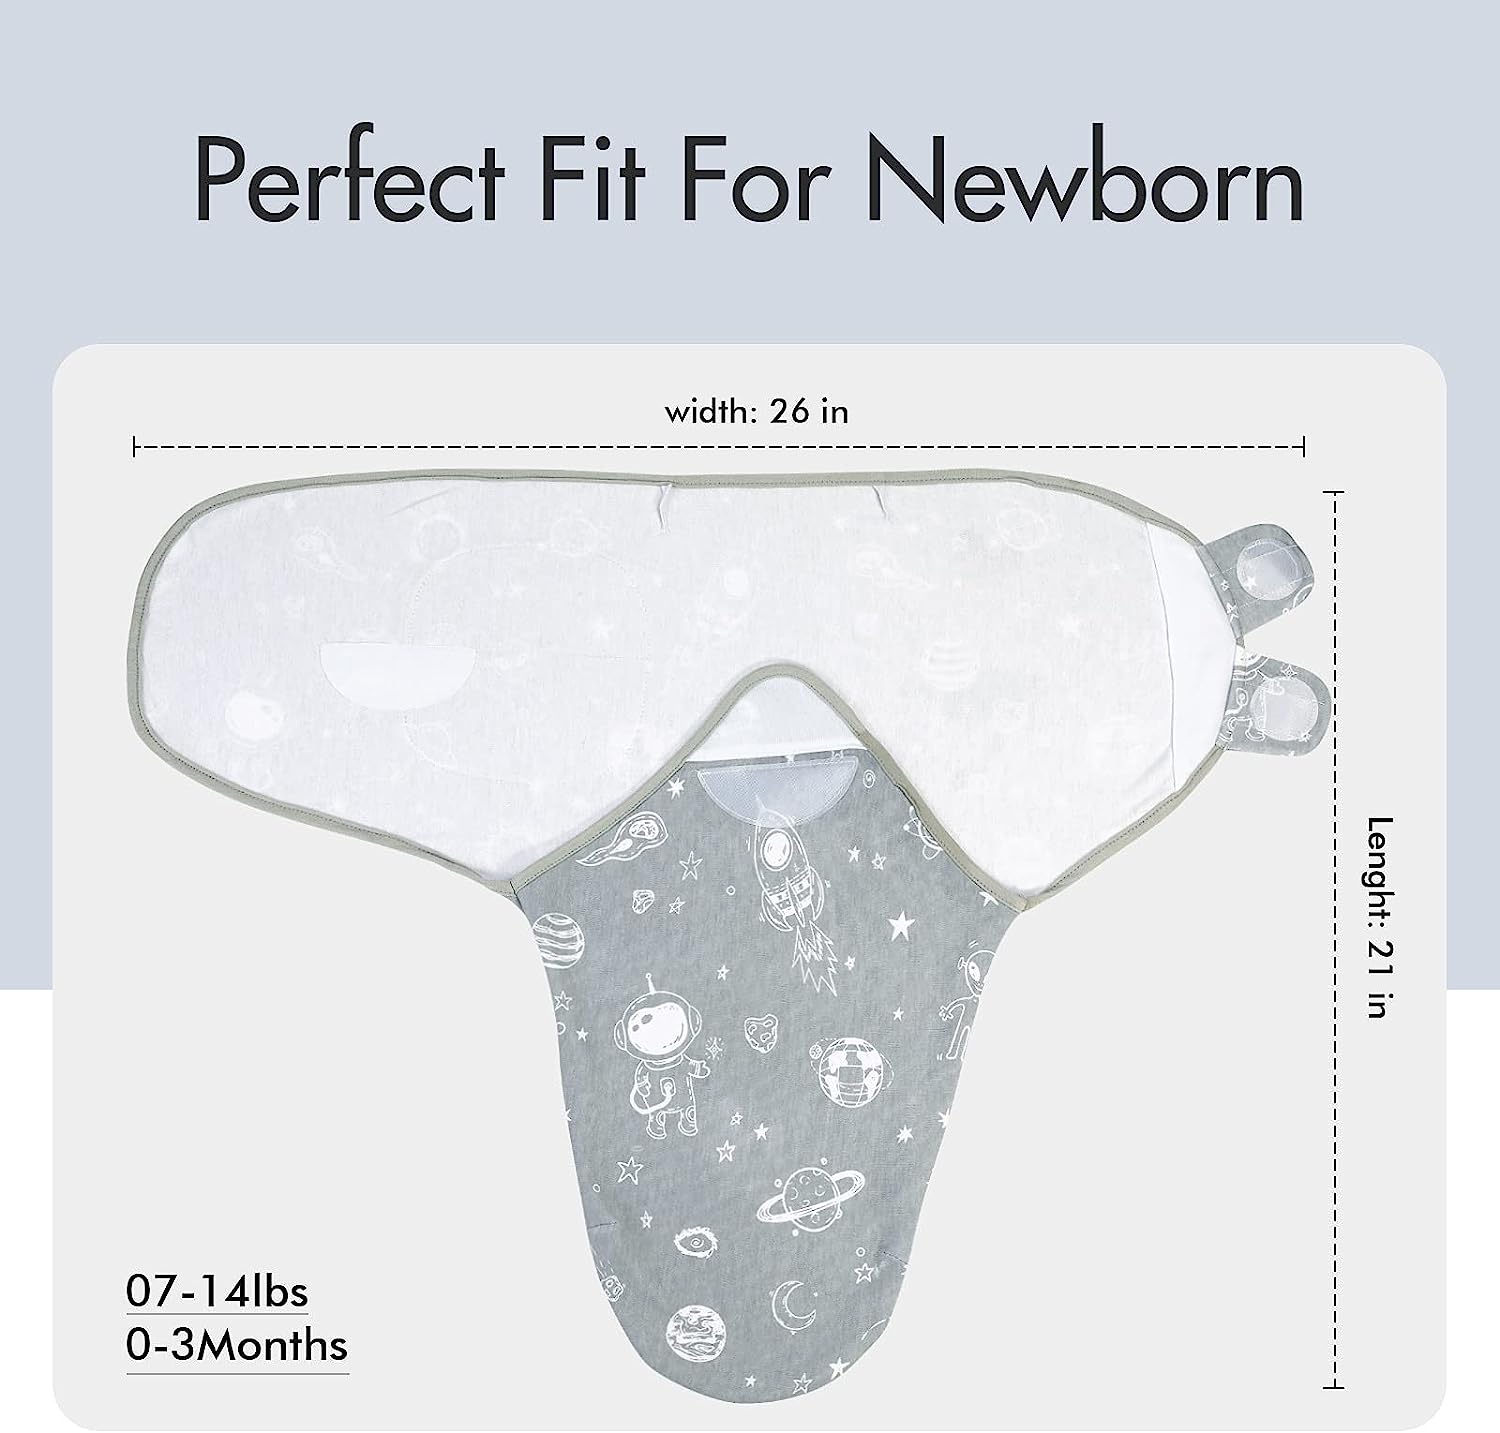 Perfect Fit For Newborn
width: 26 in
Lenght: 21 in
07-14lbs
0-3Months